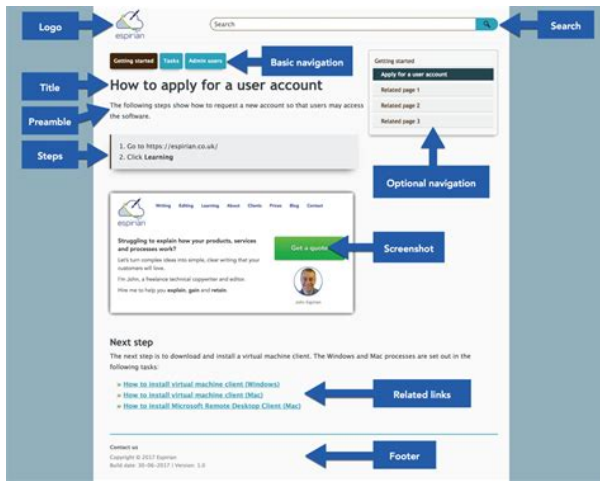 Logo
espirian
Search
Search
Getting started
Tasks
Admin users
Basic navigation
Getting started
Apply for a user account
Related page 1
Related page 2
Related page 3
Optional navigation
Title
How to apply for a user account
Preamble
The following steps show how to request a new account so that users may access
the software.
Steps
1. Go to https://espirian.co.uk/
2. Click Learning
espirian
Writing Editing Learning About Clients Prices Blog Contact
Struggling to explain how your products, services
and processes work?
Let's turn complex ideas into simple, clear writing that your
customers will love.
I'm John, a freelance technical copywriter and editor.
Hire me to help you explain, gain and retain.
Get a quote
John Espirian
Screenshot
Next step
The next step is to download and install a virtual machine client. The Windows and Mac processes are set out in the
following tasks:
» How to install virtual machine client (Windows)
» How to install virtual machine client (Mac)
» How to install Microsoft Remote Desktop Client (Mac)
Related links
Contact us
Copyright © 2017 Espirian
Build date: 30-06-2017 | Version: 1.0
Footer